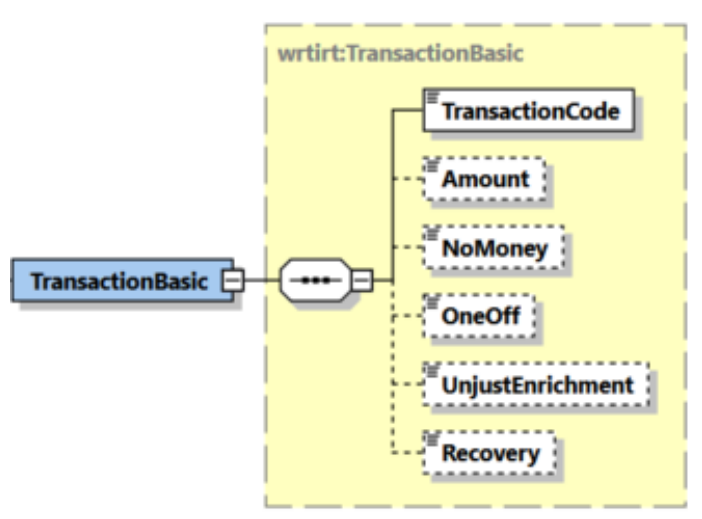 wrtirt:TransactionBasic
TransactionCode
Amount
NoMoney
TransactionBasic
OneOff
UnjustEnrichment
Recovery